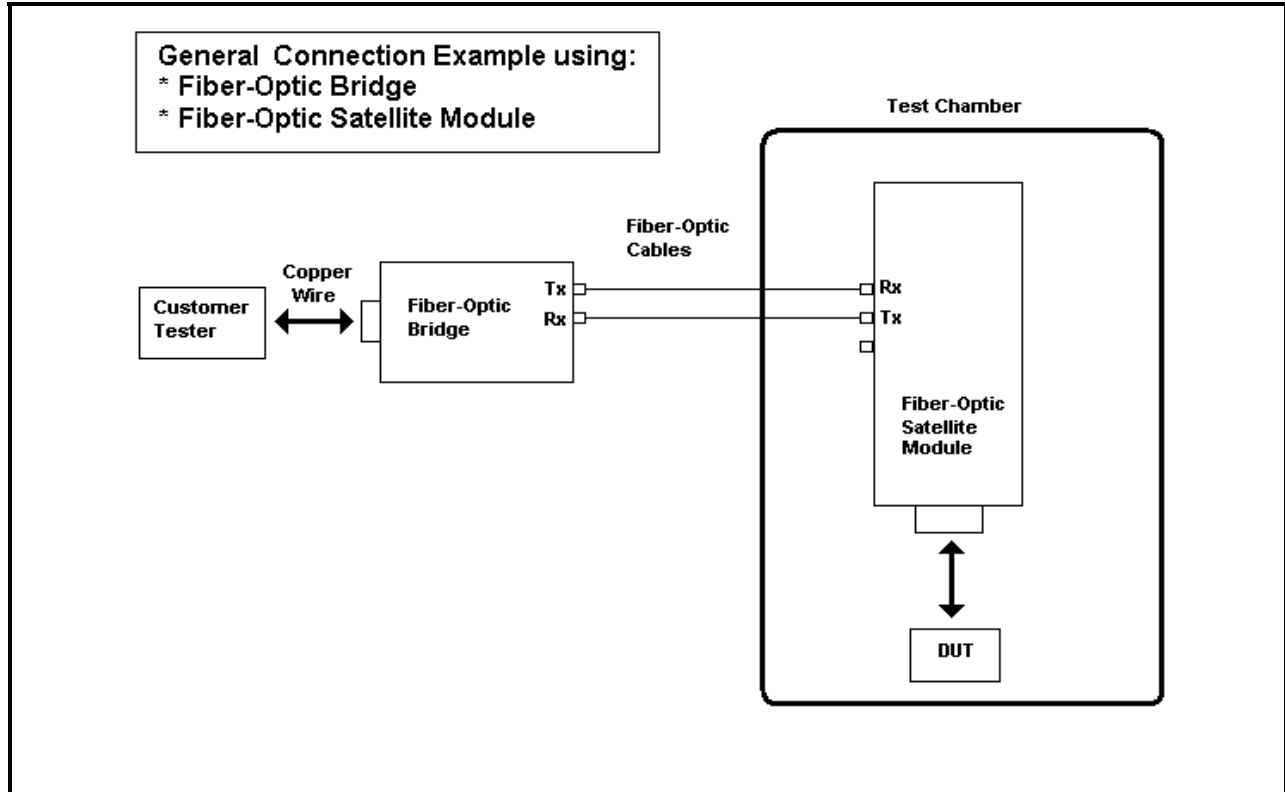 General Connection Example using:
* Fiber-Optic Bridge
* Fiber-Optic Satellite Module
Test Chamber
Fiber-Optic
Cables
Copper
Wire
Customer
Tester
Fiber-Optic
Bridge
Tx
Rx
Rx
Tx
Fiber-Optic
Satellite
Module
DUT